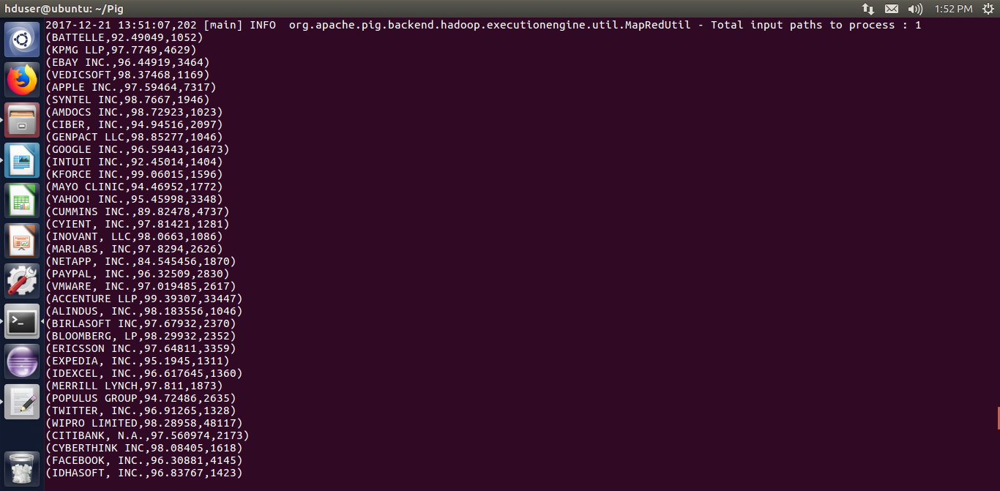 hduser@ubuntu: ~/Pig
1:52 PM
2017-12-21 13:51:07,202 [main] INFO  org.apache.pig.backend.hadoop.executionengine.util.MapRedUtil - Total input paths to process : 1
(BATTELLE,92.49049,1052)
(KPMG LLP,97.7749,4629)
(EBAY INC.,96.44919,3464)
(VEDICSOFT,98.37468,1169)
(APPLE INC.,97.59464,7317)
(SYNTEL INC,98.7667,1946)
(AMDOCS INC.,98.72923,1023)
(CIBER, INC.,94.94516,2097)
(GENPACT LLC,98.85277,1046)
(GOOGLE INC.,96.59443,16473)
(INTUIT INC.,92.45014,1404)
(KFORCE INC.,99.06015,1596)
(MAYO CLINIC,94.46952,1772)
(YAHOO! INC.,95.45998,3348)
(CUMMINS INC.,89.82478,4737)
(CYIENT, INC.,97.81421,1281)
(INOVANT, LLC,98.0663,1086)
(MARLABS, INC,97.8294,2626)
(NETAPP, INC.,84.545456,1870)
(PAYPAL, INC.,96.32509,2830)
(VMWARE, INC.,97.019485,2617)
(ACCENTURE LLP,99.39307,33447)
(ALINDUS, INC.,98.183556,1046)
(BIRLASOFT INC,97.67932,2370)
(BLOOMBERG, LP,98.29932,2352)
(ERICSSON INC.,97.64811,3359)
(EXPEDIA, INC.,95.1945,1311)
(IDEXCEL, INC.,96.617645,1360)
(MERRILL LYNCH,97.811,1873)
(POPULUS GROUP,94.72486,2635)
(TWITTER, INC.,96.91265,1328)
(WIPRO LIMITED,98.28958,48117)
(CITIBANK, N.A.,97.560974,2173)
(CYBERTHINK INC,98.08405,1618)
(FACEBOOK, INC.,96.30881,4145)
(IDHASOFT, INC.,96.83767,1423)